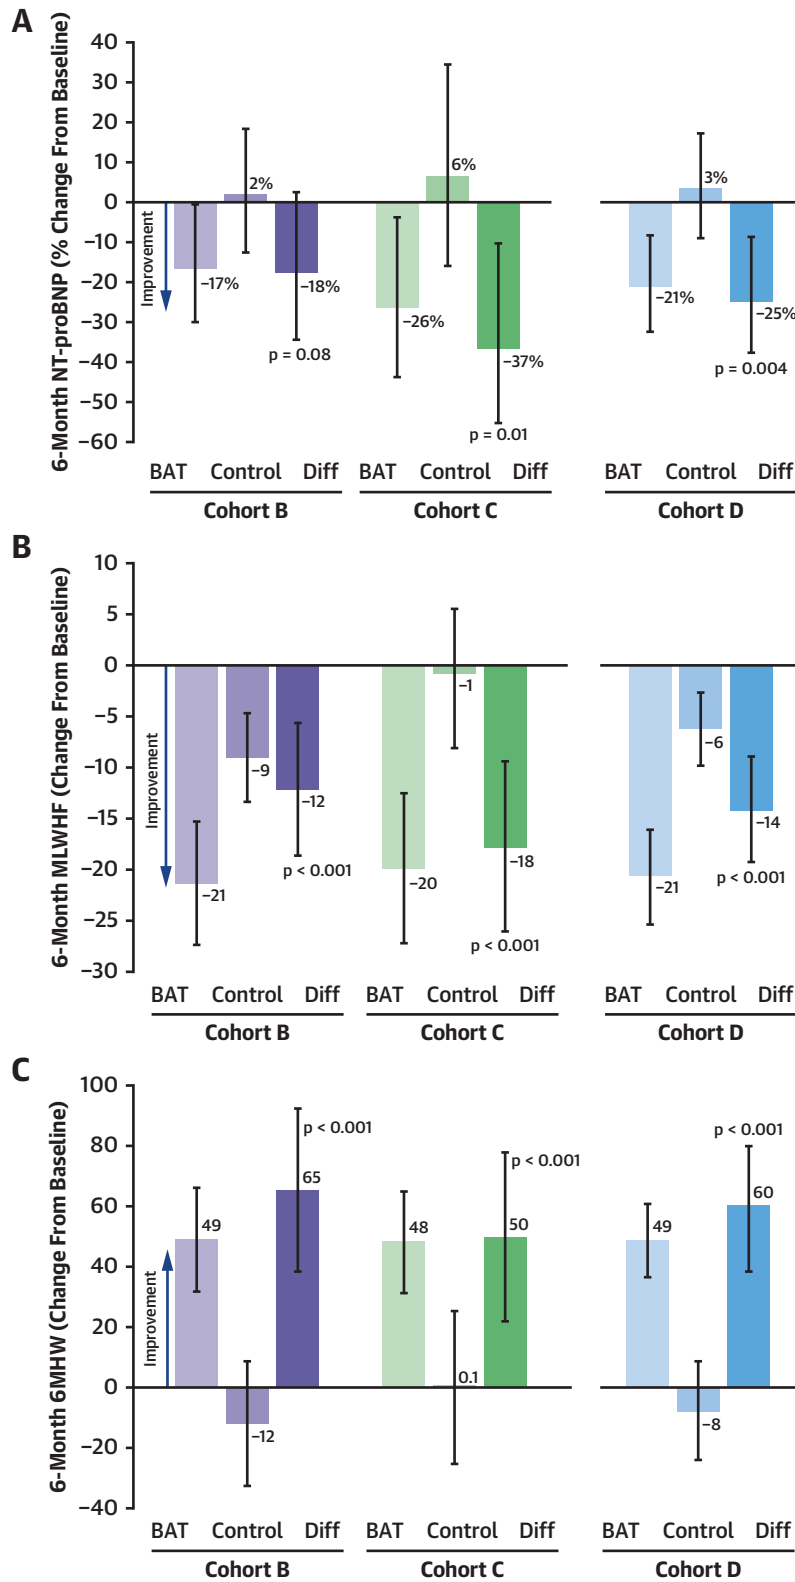 A
6-Month NT-proBNP (% Change From Baseline)
40
30
20
10
0
−10
−20
−30
−40
−50
−60
Improvement
−17%
2%
−18%
p = 0.08
−26%
6%
−37%
p = 0.01
−21%
3%
−25%
p = 0.004
BAT Control Diff BAT Control Diff BAT Control Diff
Cohort B Cohort C Cohort D
B
6-Month MLWHF (Change From Baseline)
10
5
0
−5
−10
−15
−20
−25
−30
Improvement
−21
−9
−12
p < 0.001
−20
−1
−18
p < 0.001
−21
−6
−14
p < 0.001
BAT Control Diff BAT Control Diff BAT Control Diff
Cohort B Cohort C Cohort D
C
6-Month 6MHW (Change From Baseline)
100
80
60
40
20
0
−20
−40
Improvement
49
−12
65
p < 0.001
48
0.1
50
p < 0.001
49
−8
60
p < 0.001
BAT Control Diff BAT Control Diff BAT Control Diff
Cohort B Cohort C Cohort D